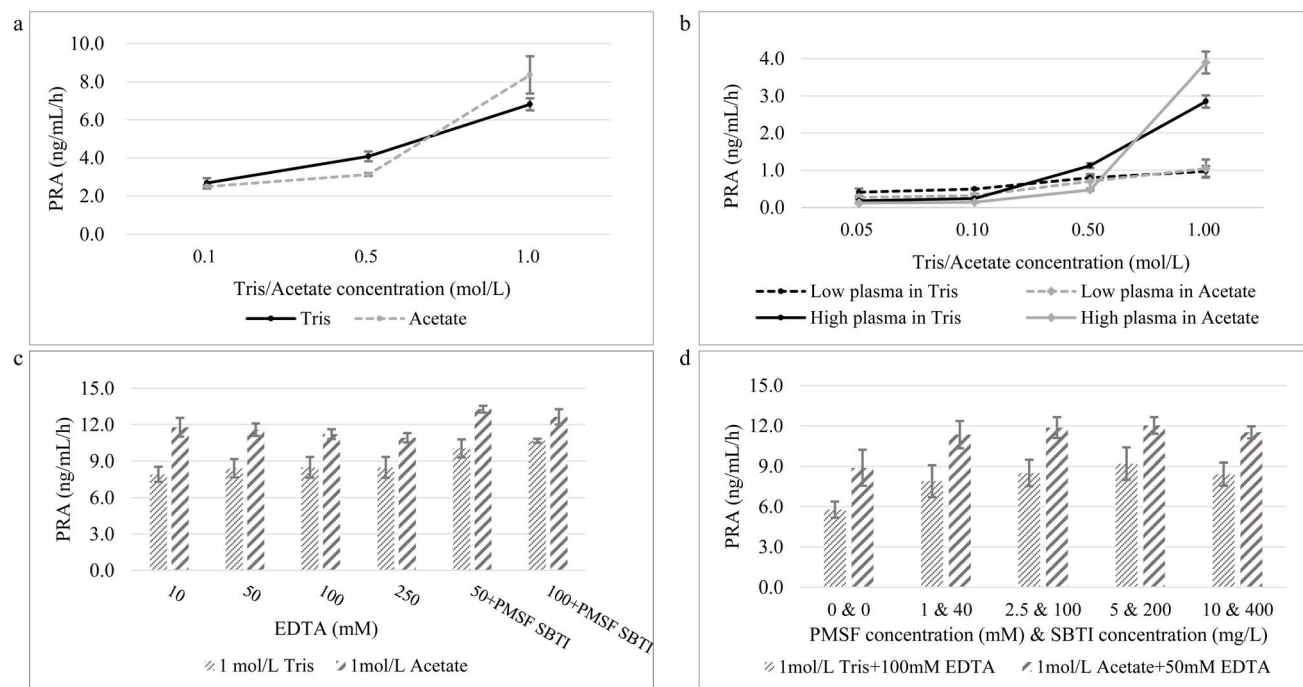 a
10.0
8.0
6.0
4.0
2.0
0.0
PRA (ng/mL/h)
0.1 0.5 1.0
Tris/Acetate concentration (mol/L)
Tris Acetate
b
4.0
3.0
2.0
1.0
0.0
PRA (ng/mL/h)
0.05 0.10 0.50 1.00
Tris/Acetate concentration (mol/L)
Low plasma in Tris Low plasma in Acetate
High plasma in Tris High plasma in Acetate
c
15.0
12.0
9.0
6.0
3.0
0.0
PRA (ng/mL/h)
10 50 100 250 50+PMSF SBTI 100+PMSF SBTI
EDTA (mM)
1 mol/L Tris 1mol/L Acetate
d
15.0
12.0
9.0
6.0
3.0
0.0
PRA (ng/mL/h)
0 & 0 1 & 40 2.5 & 100 5 & 200 10 & 400
PMSF concentration (mM) & SBTI concentration (mg/L)
1mol/L Tris+100mM EDTA 1mol/L Acetate+50mM EDTA